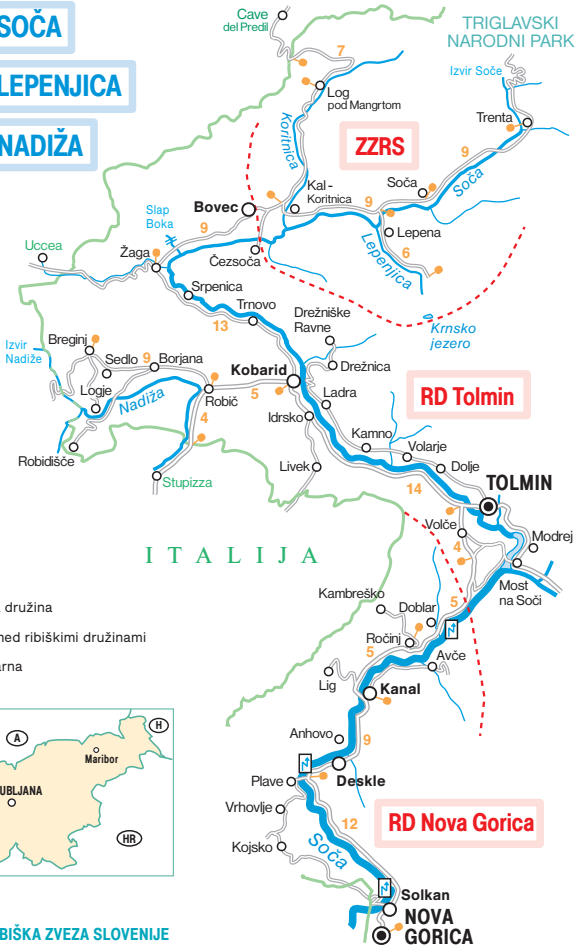 SOČA
LEPENJICA
NADIŽA
Cave
del Predil
7
TRIGLAVSKI
NARODNI PARK
Izvir Soče
Log
pod Mangrtom
Koritnica
Trenta
ZZRS
9
Soča
Soča
Kal -
Koritnica
9
Bovec
Slap
Boka
9
Lepena
Lepenjica
6
Uccea
Žaga
Čezsoča
Srpenica
Trnovo
13
Drežniške
Ravne
Krnsko
jezero
Izvir
Nadiže
Breginj
Sedlo
9
Borjana
Kobarid
Drežnica
Logje
Nadiža
Robič
5
Ladra
RD Tolmin
4
Idrsko
Kamno
Volarje
Robidišče
Livek
Dolje
Stupizza
14
TOLMIN
Volče
4
Modrej
ITALIJA
Most
na Soči
Kambreško
Doblar
5
družina
Ročinj
med ribiškimi družinami
5
Avče
arna
Lig
Kanal
A
H
Maribor
Anhovo
9
UBLJANA
Plave
Deskle
HR
Vrhovlje
12
RD Nova Gorica
Kojsko
Soča
Solkan
NOVA
GORICA
BIŠKA ZVEZA SLOVENIJE